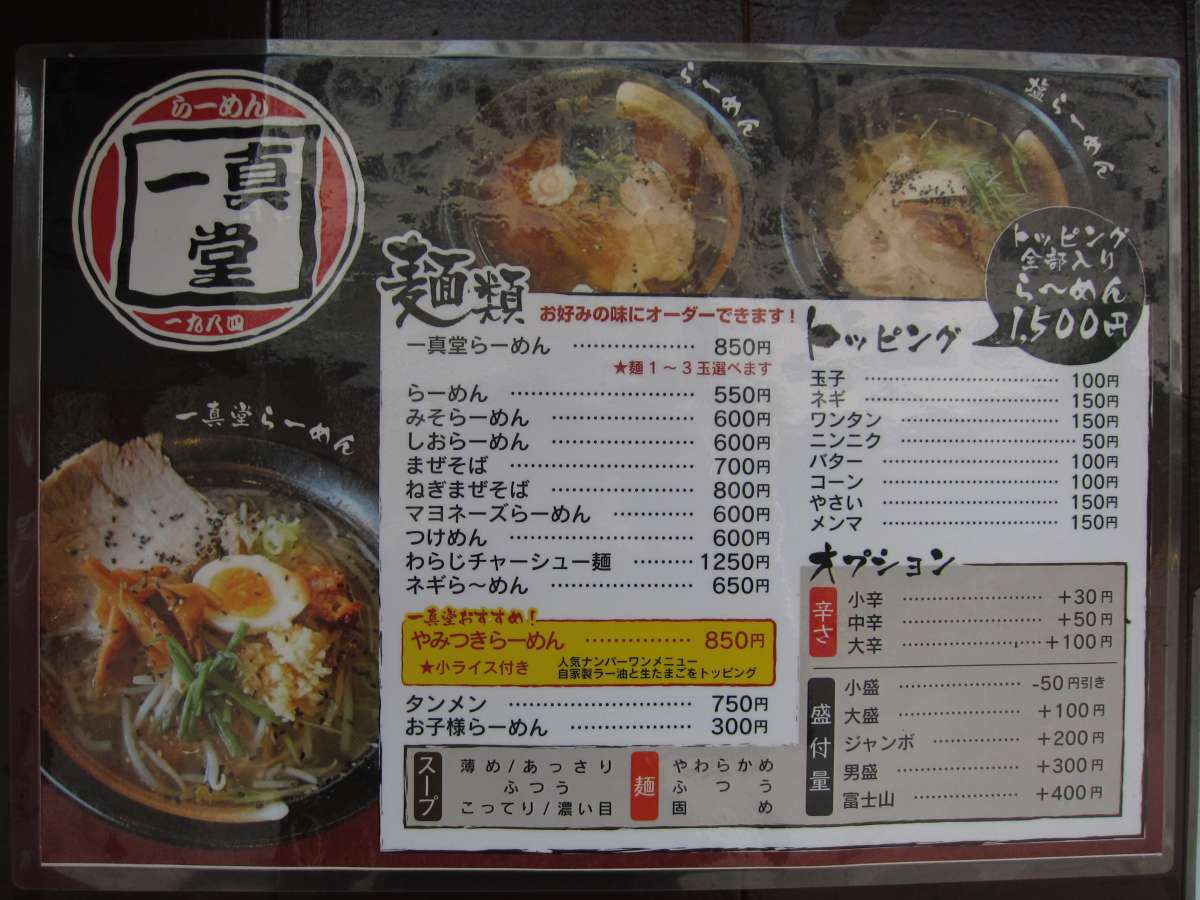 らーめん
一真堂
一九八四
らーめん
塩らーめん
トッピング
全部入り
ら〜めん
1,500円
一真堂らーめん
麺類 お好みの味にオーダーできます!
一真堂らーめん ……………… 850円
★麺1〜3玉選べます
らーめん ……………………… 550円
みそらーめん ………………… 600円
しおらーめん ………………… 600円
まぜそば ……………………… 700円
ねぎまぜそば ………………… 800円
マヨネーズらーめん ………… 600円
つけめん ……………………… 600円
わらじチャーシュー麺 ……… 1250円
ネギら〜めん ………………… 650円
一真堂おすすめ!
やみつきらーめん …………… 850円
★小ライス付き
人気ナンバーワンメニュー
自家製ラー油と生たまごをトッピング
タンメン ……………………… 750円
お子様らーめん ……………… 300円
スープ
薄め/あっさり
ふつう
こってり/濃い目
麺
やわらかめ
ふつう
固め
トッピング
玉子 ………………………… 100円
ネギ ………………………… 150円
ワンタン …………………… 150円
ニンニク …………………… 50円
バター ……………………… 100円
コーン ……………………… 100円
やさい ……………………… 150円
メンマ ……………………… 150円
オプション
辛さ
小辛 ………………… +30円
中辛 ………………… +50円
大辛 ………………… +100円
盛付量
小盛 ………………… -50円引き
大盛 ………………… +100円
ジャンボ …………… +200円
男盛 ………………… +300円
富士山 ……………… +400円